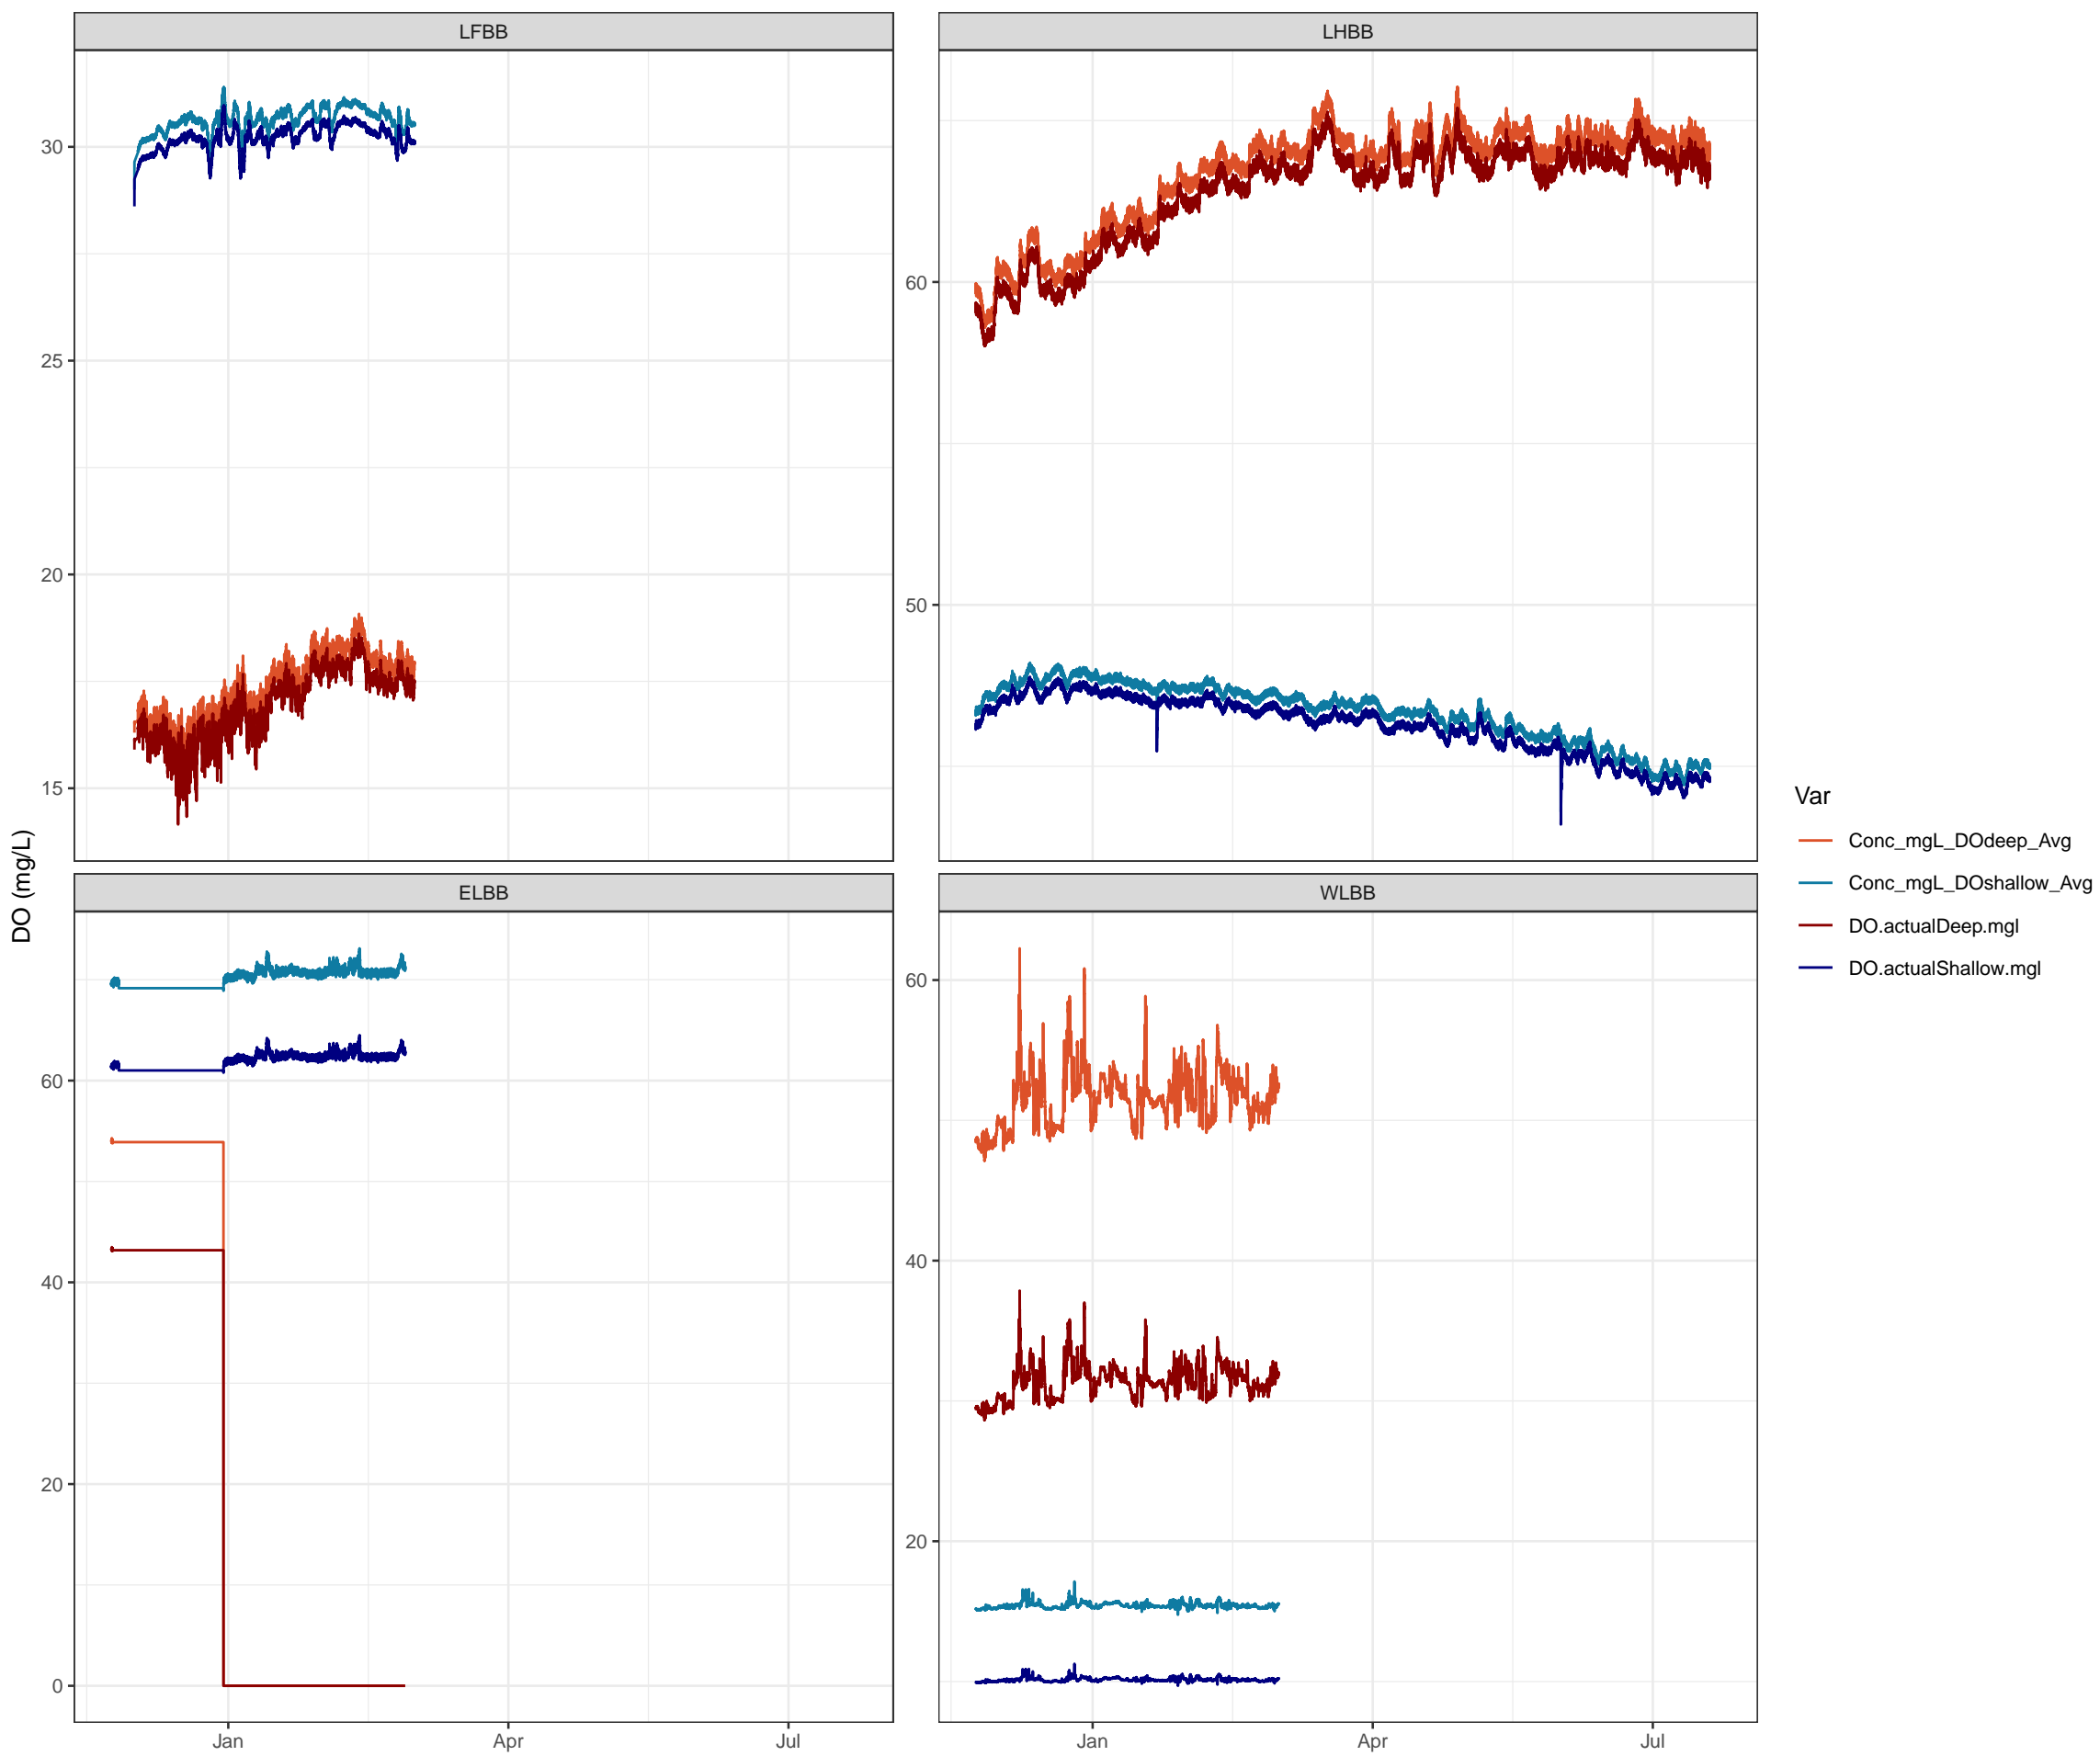 LFBB
LHBB
30
25
20
15
60
50
DO (mg/L)
ELBB
WLBB
60
40
20
0
60
40
20
Jan
Apr
Jul
Jan
Apr
Jul
Var
Conc_mgL_DOdeep_Avg
Conc_mgL_DOshallow_Avg
DO.actualDeep.mgl
DO.actualShallow.mgl